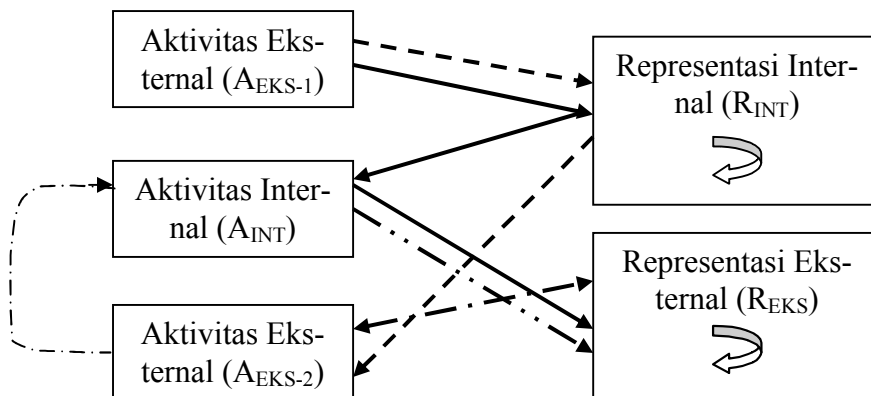 Aktivitas Eks-
ternal (AEKS-1)
Representasi Inter-
nal (RINT)
Aktivitas Inter-
nal (AINT)
Representasi Eks-
ternal (REKS)
Aktivitas Eks-
ternal (AEKS-2)